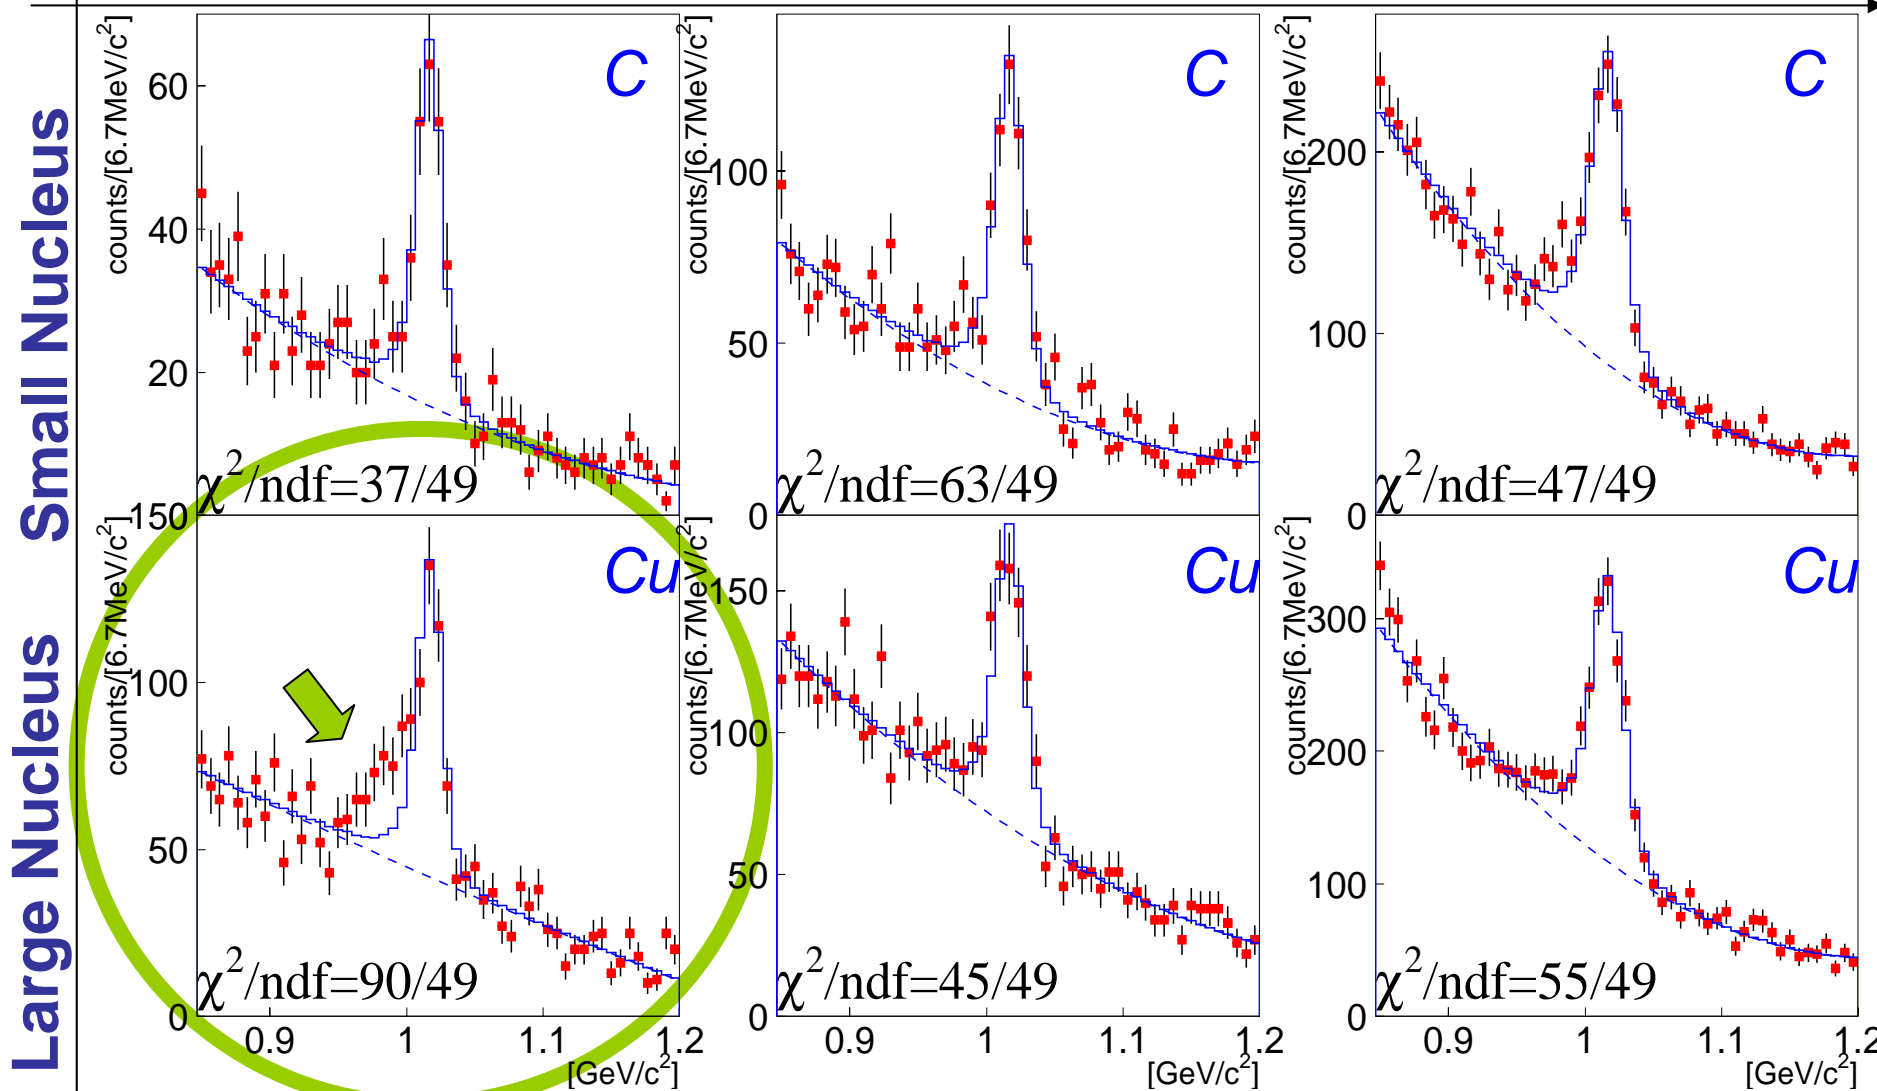 Small Nucleus
Large Nucleus
counts/[6.7MeV/c²]
60
40
20
C
χ²/ndf=37/49
counts/[6.7MeV/c²]
100
50
0
C
χ²/ndf=63/49
counts/[6.7MeV/c²]
200
100
0
C
χ²/ndf=47/49
counts/[6.7MeV/c²]
150
100
50
0
Cu
χ²/ndf=90/49
0.9 1 1.1 1.2
[GeV/c²]
counts/[6.7MeV/c²]
150
100
50
0
Cu
χ²/ndf=45/49
0.9 1 1.1 1.2
[GeV/c²]
counts/[6.7MeV/c²]
300
200
100
0
Cu
χ²/ndf=55/49
0.9 1 1.1 1.2
[GeV/c²]